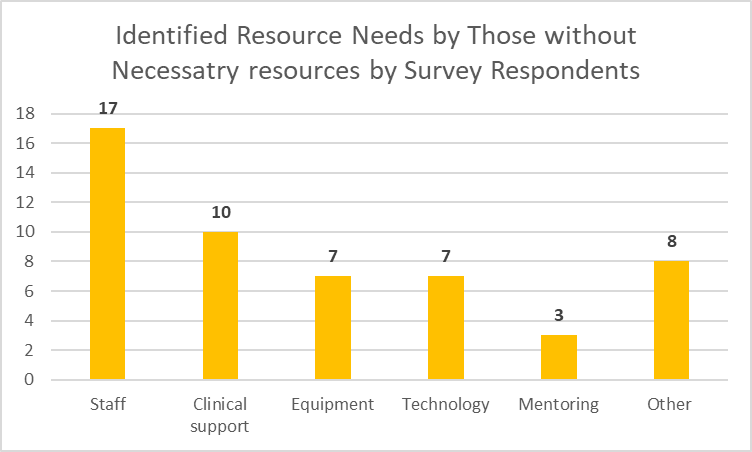 Identified Resource Needs by Those without
Necessatry resources by Survey Respondents
18
16
14
12
10
8
6
4
2
0
17
10
7
7
3
8
Staff
Clinical
support
Equipment
Technology
Mentoring
Other